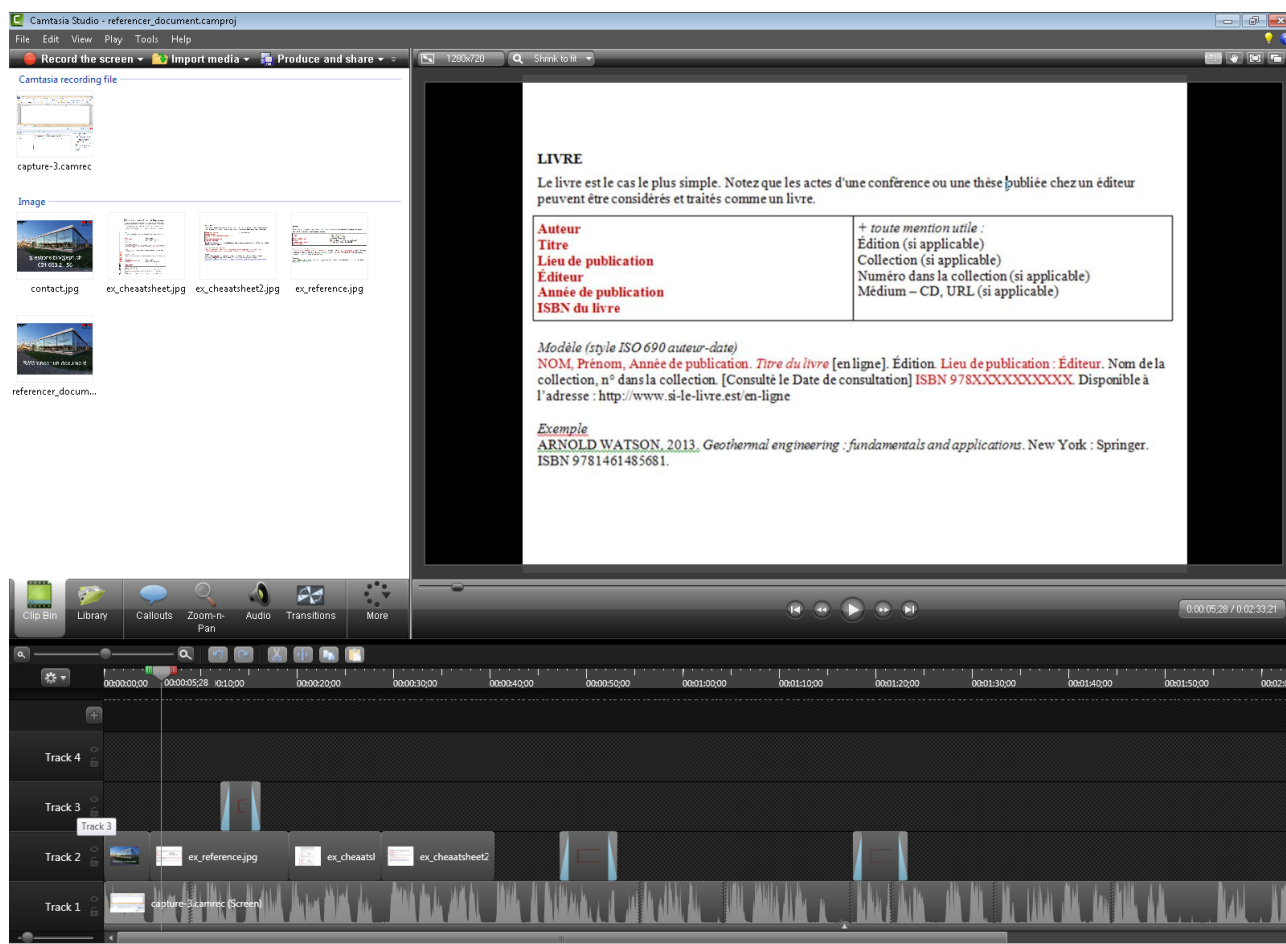 Camtasia Studio - referencer_document.camproj
File Edit View Play Tools Help
Record the screen Import media Produce and share
1280x720 Shrink to fit
Camtasia recording file
capture-3.camrec
Image
contact.jpg ex_cheaatsheet.jpg ex_cheaatsheet2.jpg ex_reference.jpg
referencer_docum...
LIVRE
Le livre est le cas le plus simple. Notez que les actes d'une conférence ou une thèse publiée chez un éditeur
peuvent être considérés et traités comme un livre.
Auteur
Titre
Lieu de publication
Éditeur
Année de publication
ISBN du livre
+ toute mention utile :
Édition (si applicable)
Collection (si applicable)
Numéro dans la collection (si applicable)
Médium – CD, URL (si applicable)
Modèle (style ISO 690 auteur-date)
NOM, Prénom, Année de publication. Titre du livre [en ligne]. Édition. Lieu de publication : Éditeur. Nom de la
collection, n° dans la collection. [Consulté le Date de consultation] ISBN 978XXXXXXXXXX. Disponible à
l'adresse : http://www.si-le-livre.est/en-ligne
Exemple
ARNOLD WATSON, 2013. Geothermal engineering : fundamentals and applications. New York : Springer.
ISBN 9781461485681.
Clip Bin Library Callouts Zoom-n-Pan Audio Transitions More
0:00:05;28 / 0:02:33;21
00:00:00;00 00:00:05;28 0:10;00 00:00:20;00 00:00:30;00 00:00:40;00 00:00:50;00 00:01:00;00 00:01:10;00 00:01:20;00 00:01:30;00 00:01:40;00 00:01:50;00 00:02:
Track 4
Track 3
Track 3
Track 2 ex_reference.jpg ex_cheaatsl ex_cheaatsheet2
Track 1 capture-3.camrec (Screen)